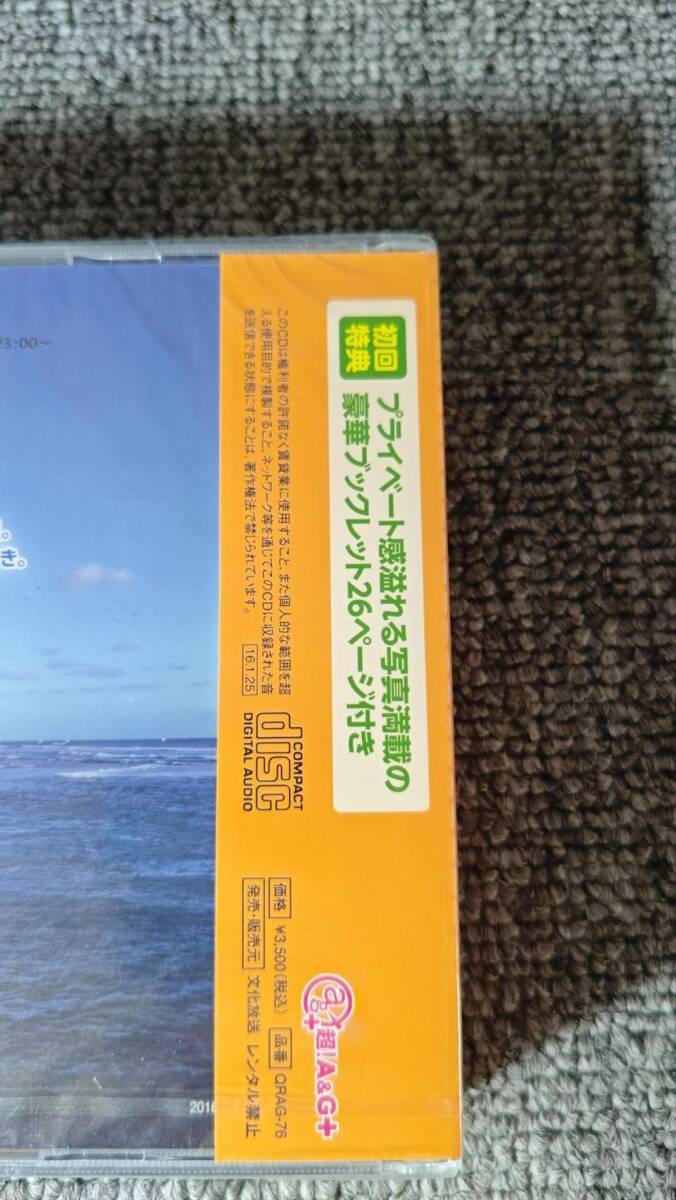 初回
特典
プライベート感溢れる写真満載の
豪華ブックレット26ページ付き
このCDは権利者の許諾なく賃貸業に使用すること、また個人的な範囲を超
える使用目的で複製すること、ネットワーク等を通じてこのCDに収録された音
を送信できる状態にすることは、著作権法で禁じられています。
16.1.25
COMPACT
disc
DIGITAL AUDIO
超!A&G+
価格 ¥3,500(税込) 品番 QRAG-76
発売・販売元 文化放送 レンタル禁止
23:00〜
2016